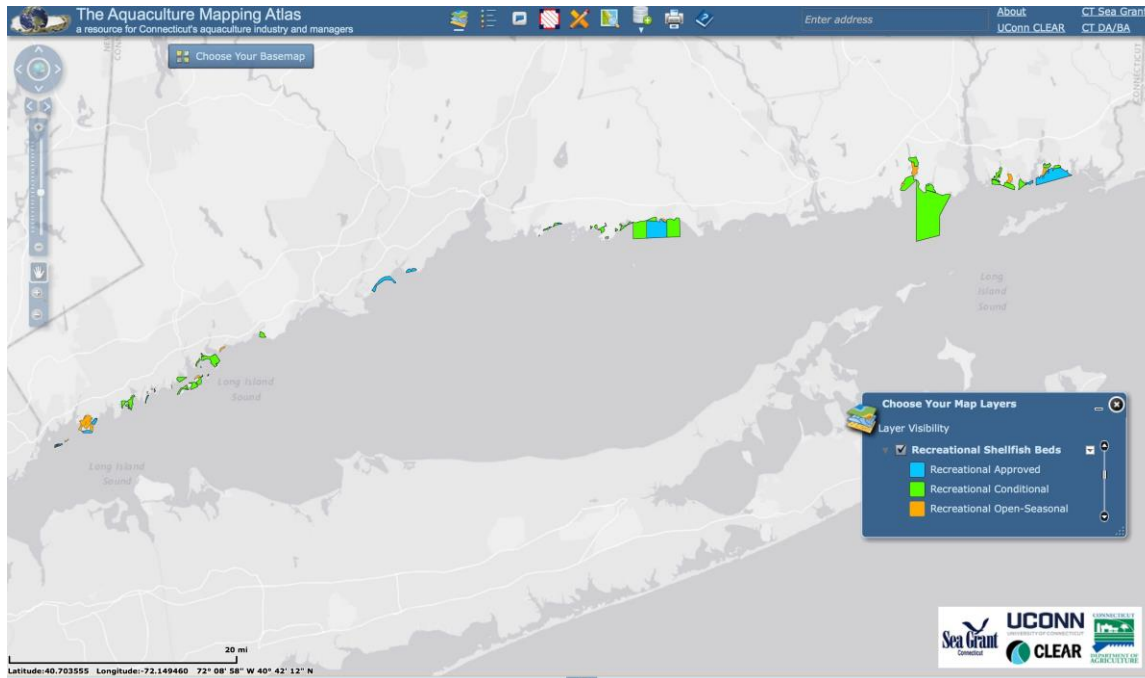 The Aquaculture Mapping Atlas
a resource for Connecticut's aquaculture industry and managers
Enter address
About
CT Sea Gran
UConn CLEAR
CT DA/BA
Choose Your Basemap
CONNECTICUT
Long
Island
Sound
Long Island
Sound
Long Island
Sound
Choose Your Map Layers
Layer Visibility
Recreational Shellfish Beds
Recreational Approved
Recreational Conditional
Recreational Open-Seasonal
20 mi
Latitude:40.703555 Longitude:-72.149460 72° 08' 58" W 40° 42' 12" N
Sea Grant
Connecticut
UCONN
UNIVERSITY OF CONNECTICUT
CLEAR
CONNECTICUT
DEPARTMENT OF
AGRICULTURE